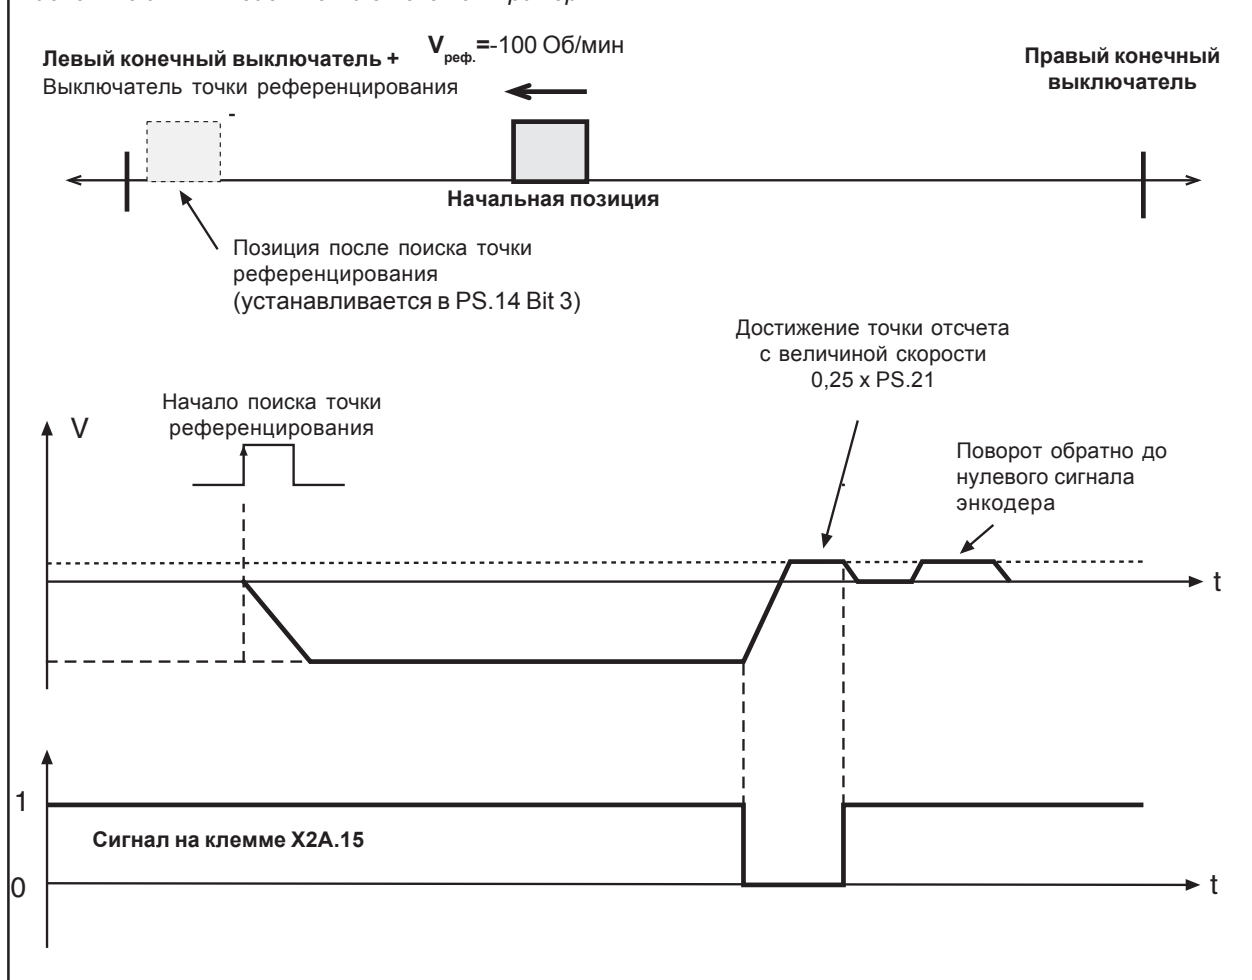 Левый конечный выключатель +
Выключатель точки референцирования
Vреф.=-100 Об/мин
Правый конечный
выключатель
Начальная позиция
Позиция после поиска точки
референцирования
(устанавливается в PS.14 Bit 3)
Достижение точки отсчета
с величиной скорости
0,25 x PS.21
Начало поиска точки
референцирования
V
Поворот обратно до
нулевого сигнала
энкодера
t
1
Сигнал на клемме X2A.15
0
t